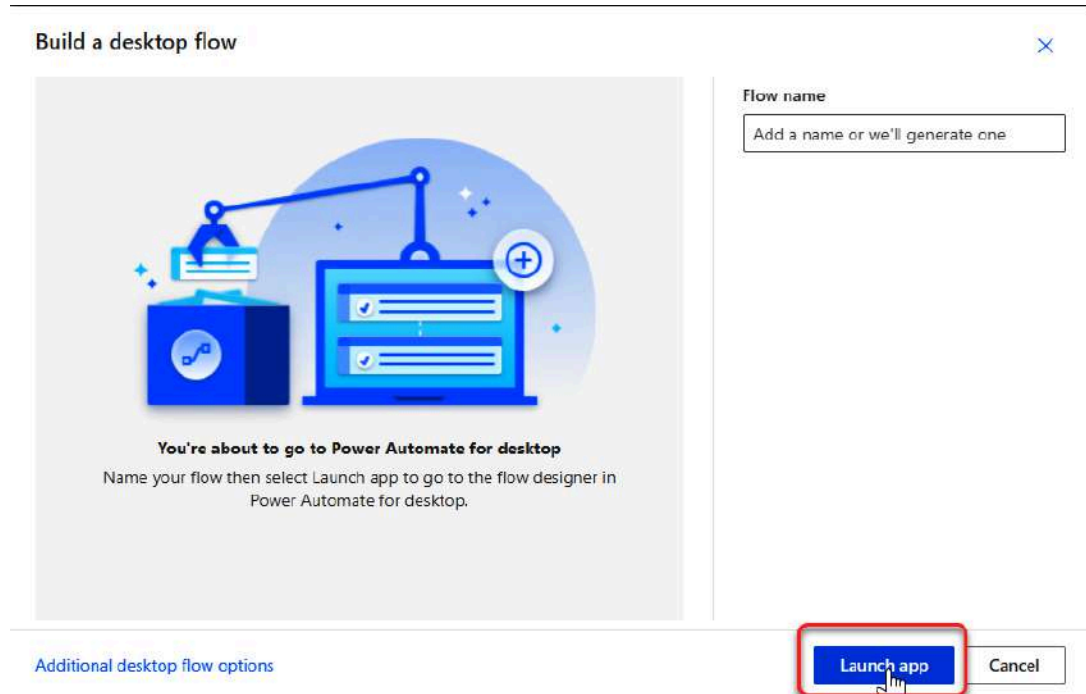 Build a desktop flow
Flow name
Add a name or we'll generate one
You're about to go to Power Automate for desktop
Name your flow then select Launch app to go to the flow designer in
Power Automate for desktop.
Additional desktop flow options
Launch app
Cancel